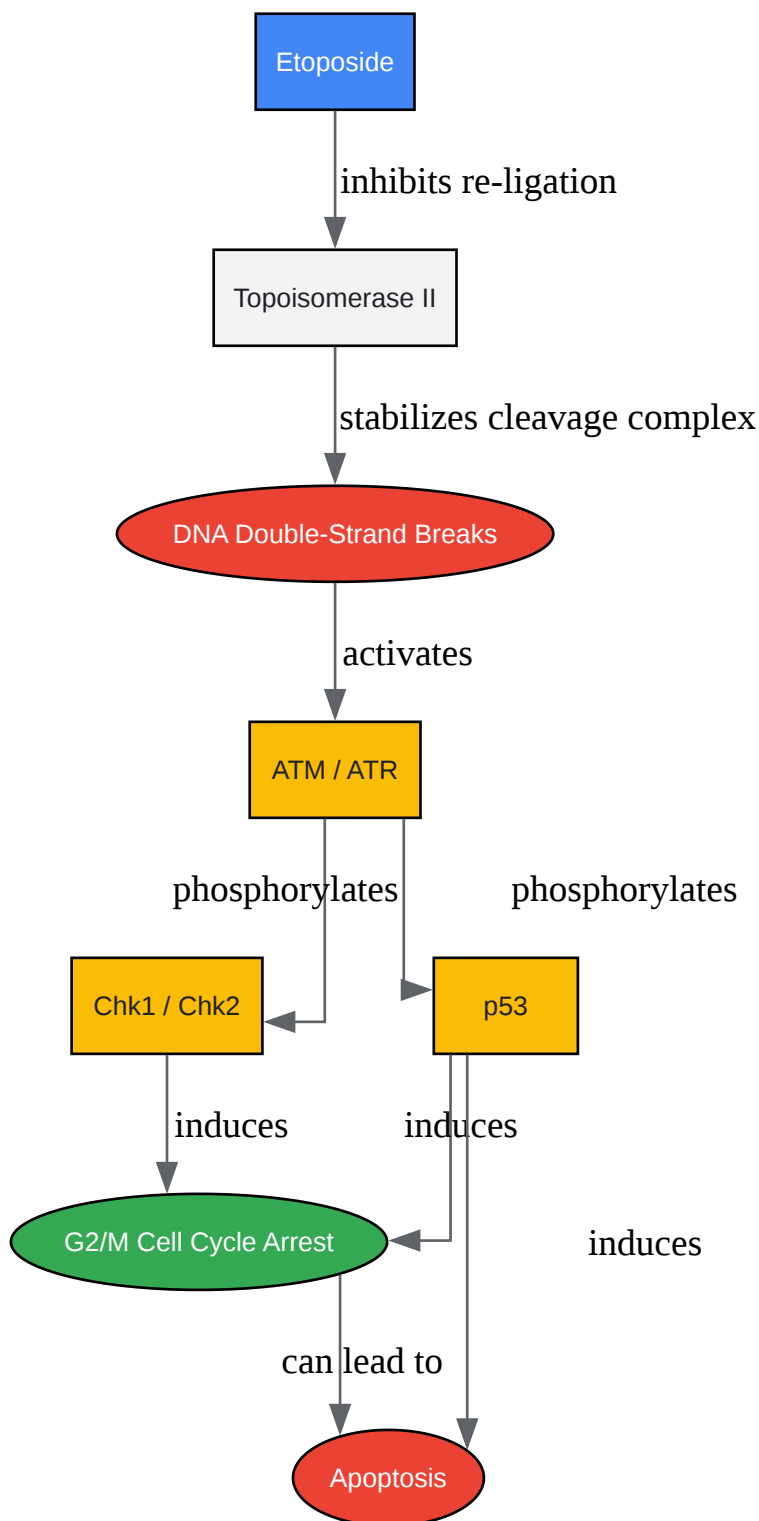 Etoposide
inhibits re-ligation
Topoisomerase II
stabilizes cleavage complex
DNA Double-Strand Breaks
activates
ATM / ATR
phosphorylates
phosphorylates
Chk1 / Chk2
p53
induces
induces
G2/M Cell Cycle Arrest
induces
can lead to
Apoptosis